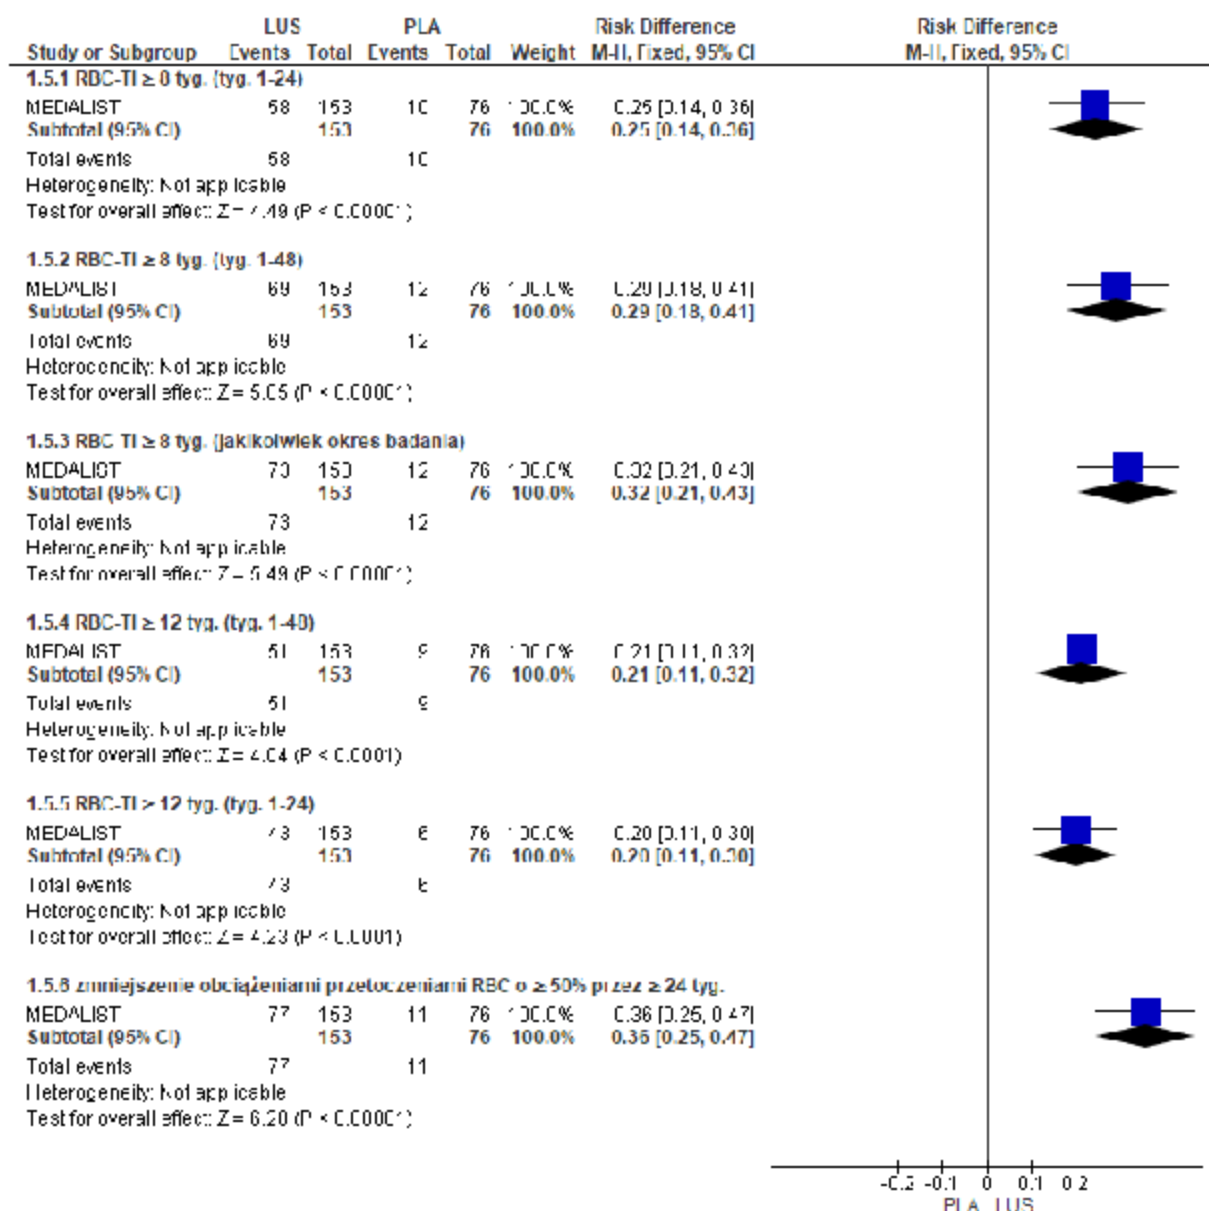 LUS PLA Risk Difference Risk Difference
Study or Subgroup Events Total Events Total Weight M-H, Fixed, 95% CI M-H, Fixed, 95% CI
1.5.1 RBC-TI ≥ 8 tyg. (tyg. 1-24)
MEDALIST 58 153 10 76 100.0% 0.25 [0.14, 0.36]
Subtotal (95% CI) 153 76 100.0% 0.25 [0.14, 0.36]
Total events 58 10
Heterogeneity: Not applicable
Test for overall effect: Z = 4.49 (P < 0.00001)
1.5.2 RBC-TI ≥ 8 tyg. (tyg. 1-48)
MEDALIST 69 153 12 76 100.0% 0.29 [0.18, 0.41]
Subtotal (95% CI) 153 76 100.0% 0.29 [0.18, 0.41]
Total events 69 12
Heterogeneity: Not applicable
Test for overall effect: Z = 5.05 (P < 0.00001)
1.5.3 RBC TI ≥ 8 tyg. (jakikolwiek okres badania)
MEDALIST 73 153 12 76 100.0% 0.32 [0.21, 0.43]
Subtotal (95% CI) 153 76 100.0% 0.32 [0.21, 0.43]
Total events 73 12
Heterogeneity: Not applicable
Test for overall effect: Z = 5.49 (P < 0.00001)
1.5.4 RBC-TI ≥ 12 tyg. (tyg. 1-48)
MEDALIST 51 153 9 76 100.0% 0.21 [0.11, 0.32]
Subtotal (95% CI) 153 76 100.0% 0.21 [0.11, 0.32]
Total events 51 9
Heterogeneity: Not applicable
Test for overall effect: Z = 4.04 (P < 0.0001)
1.5.5 RBC-TI ≥ 12 tyg. (tyg. 1-24)
MEDALIST 43 153 6 76 100.0% 0.20 [0.11, 0.30]
Subtotal (95% CI) 153 76 100.0% 0.20 [0.11, 0.30]
Total events 43 6
Heterogeneity: Not applicable
Test for overall effect: Z = 4.23 (P < 0.0001)
1.5.6 zmniejszenie obciążeniami przetoczeniami RBC o ≥ 50% przez ≥ 24 tyg.
MEDALIST 77 153 11 76 100.0% 0.36 [0.25, 0.47]
Subtotal (95% CI) 153 76 100.0% 0.36 [0.25, 0.47]
Total events 77 11
Heterogeneity: Not applicable
Test for overall effect: Z = 6.20 (P < 0.00001)
-0.2 -0.1 0 0.1 0.2
PLA LUS